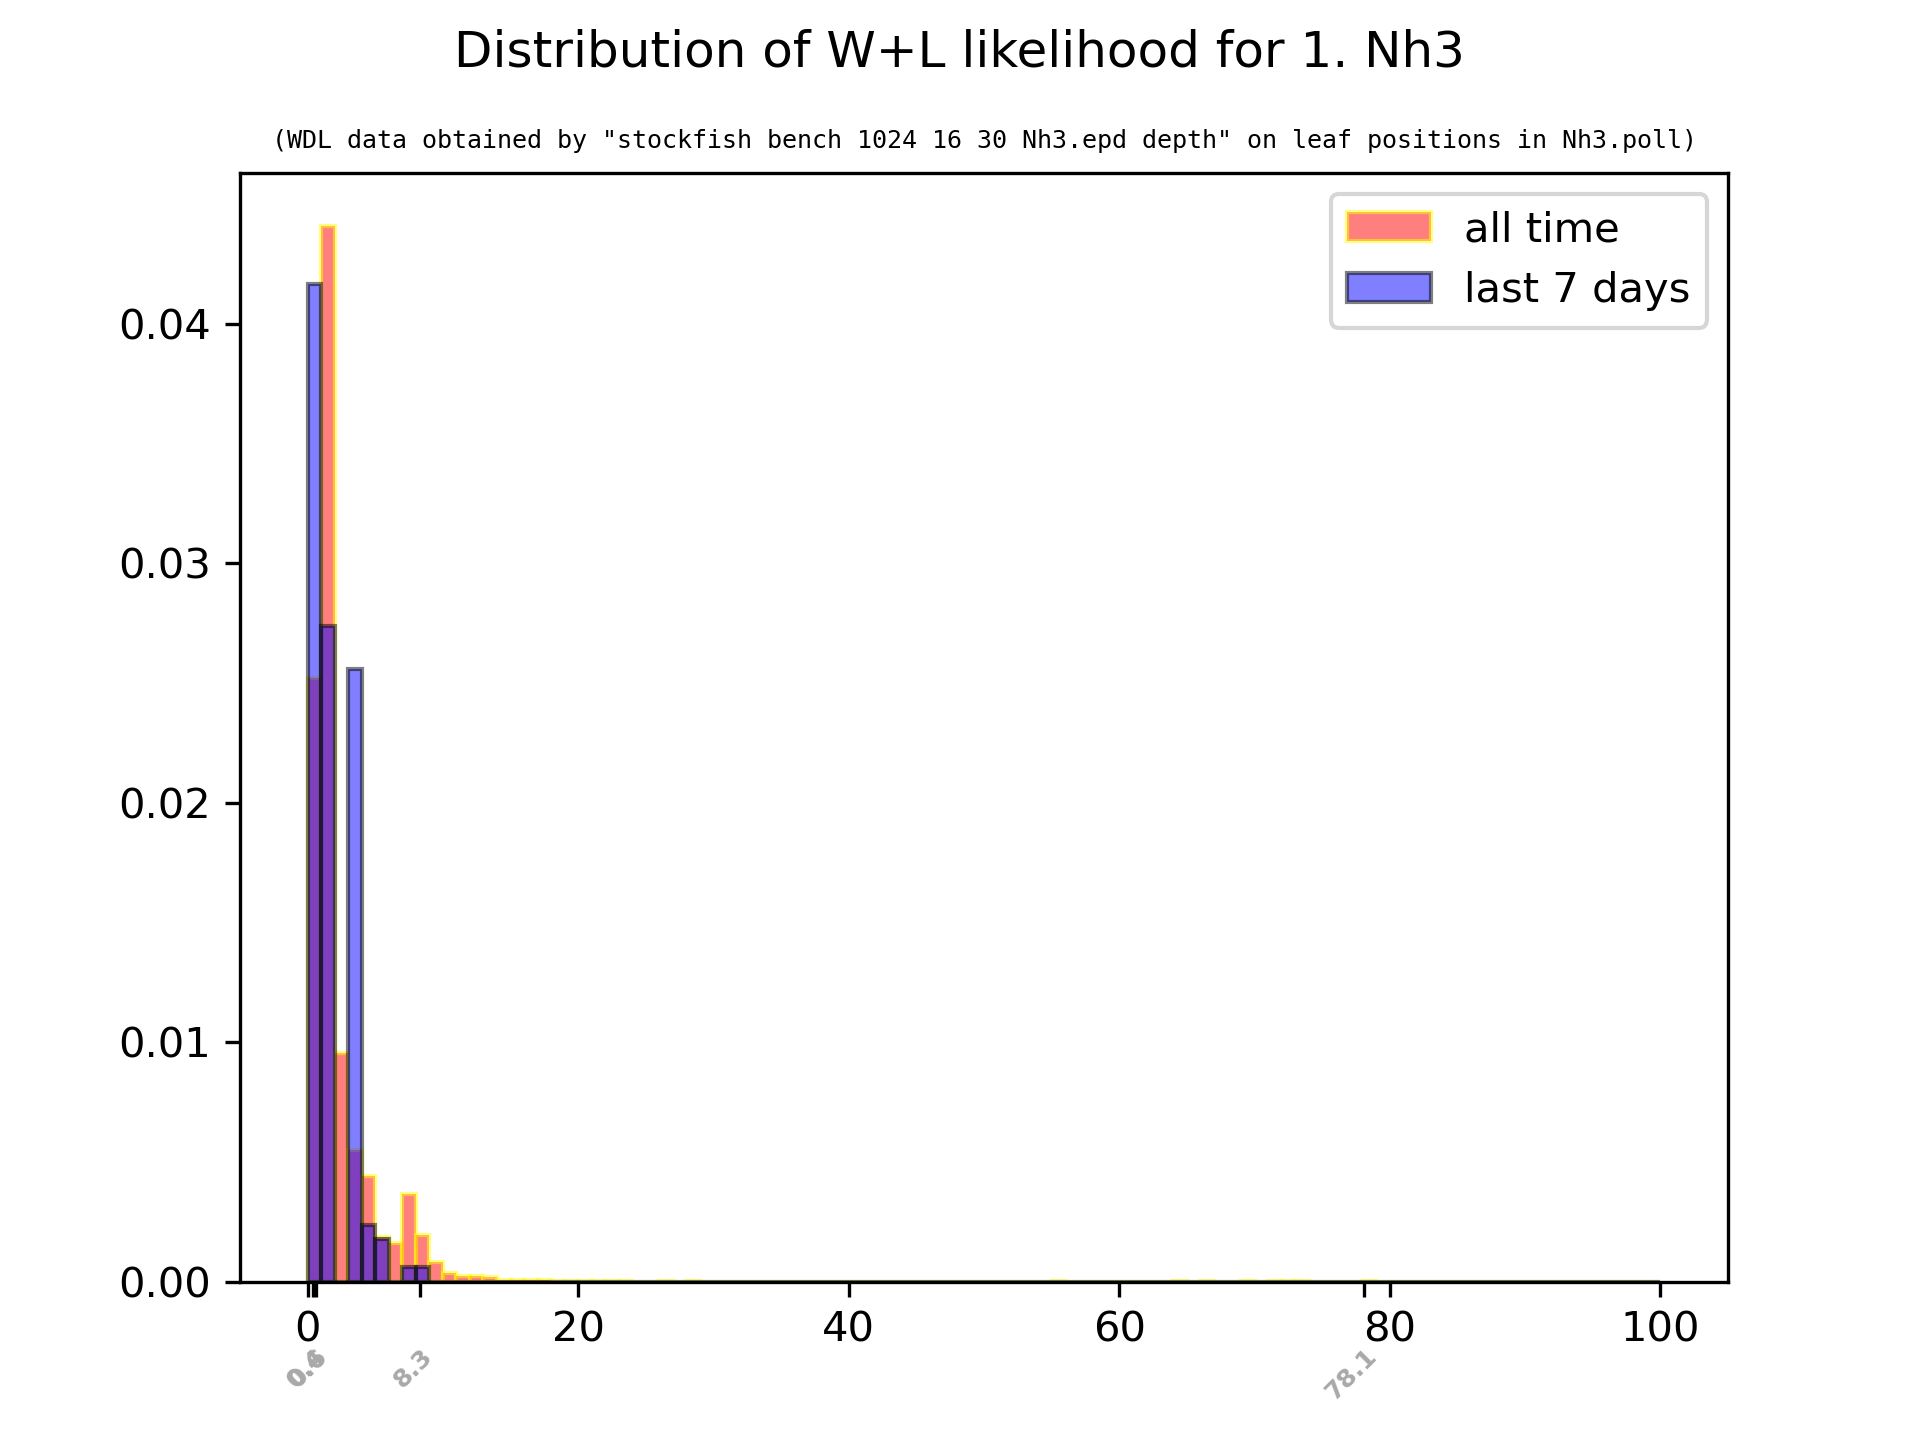 Distribution of W+L likelihood for 1. Nh3
(WDL data obtained by "stockfish bench 1024 16 30 Nh3.epd depth" on leaf positions in Nh3.poll)
all time
last 7 days
0.04
0.03
0.02
0.01
0.00
0 20 40 60 80 100
8.3 78.1